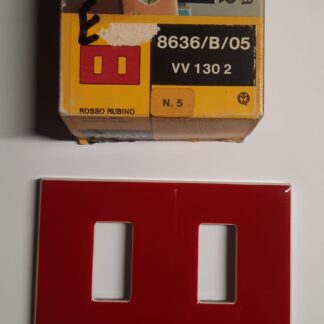 E
8636/B/05
VV 130 2
ROSSO RUBINO
N. 5